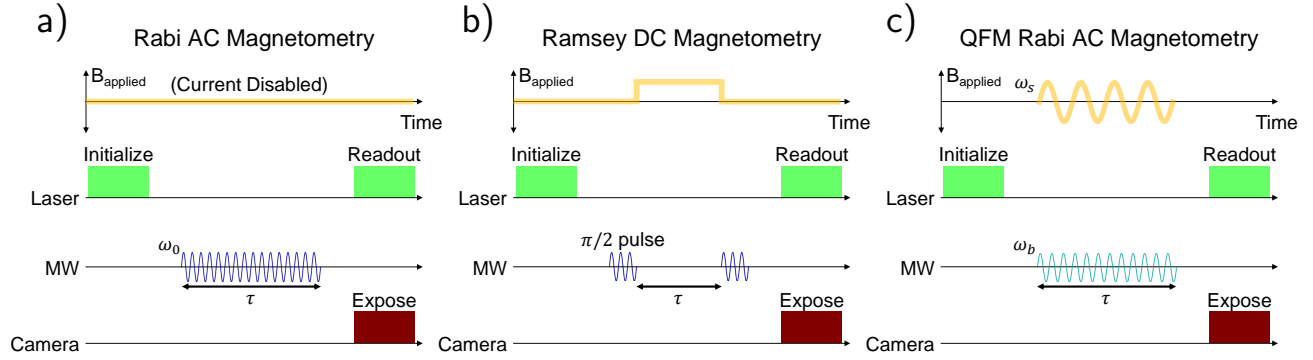 a)
Rabi AC Magnetometry
B_applied
(Current Disabled)
Time
Initialize
Readout
Laser
ω₀
MW
τ
Expose
Camera
b)
Ramsey DC Magnetometry
B_applied
Time
Initialize
Readout
Laser
π/2 pulse
MW
τ
Expose
Camera
c)
QFM Rabi AC Magnetometry
B_applied
ω_s
Time
Initialize
Readout
Laser
ω_b
MW
τ
Expose
Camera